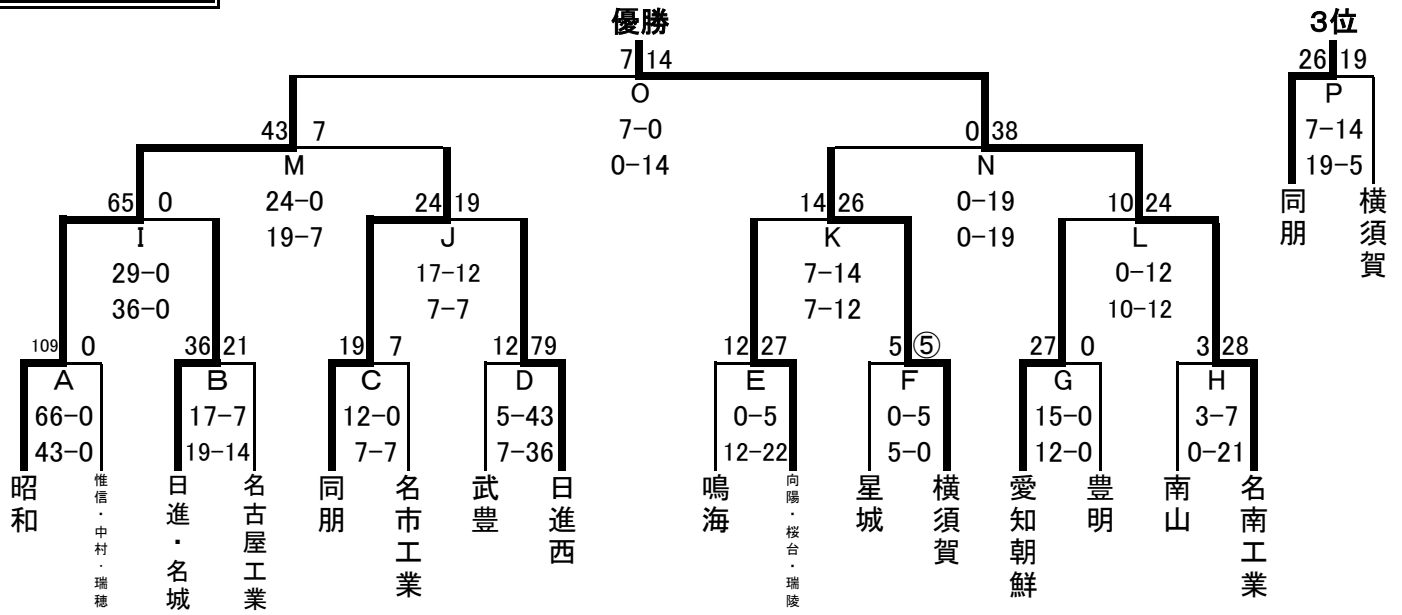 優勝 3位
7 14 26 19
O P
43 7 7-0 0 38 7-14
M 0-14 N 19-5
65 0 24-0 24 19 14 26 0-19 10 24 同朋 横須賀
I 19-7 J K 0-19 L
29-0 17-12 7-14 0-12
36-0 7-7 7-12 10-12
109 0 36 21 19 7 12 79 12 27 5 ⑤ 27 0 3 28
A B C D E F G H
66-0 17-7 12-0 5-43 0-5 0-5 15-0 3-7
43-0 19-14 7-7 7-36 12-22 5-0 12-0 0-21
昭和
惟信・中村・瑞穂
日進・名城
名古屋工業
同朋
名市工業
武豊
日進西
鳴海
向陽・桜台・瑞陵
星城
横須賀
愛知朝鮮
豊明
南山
名南工業